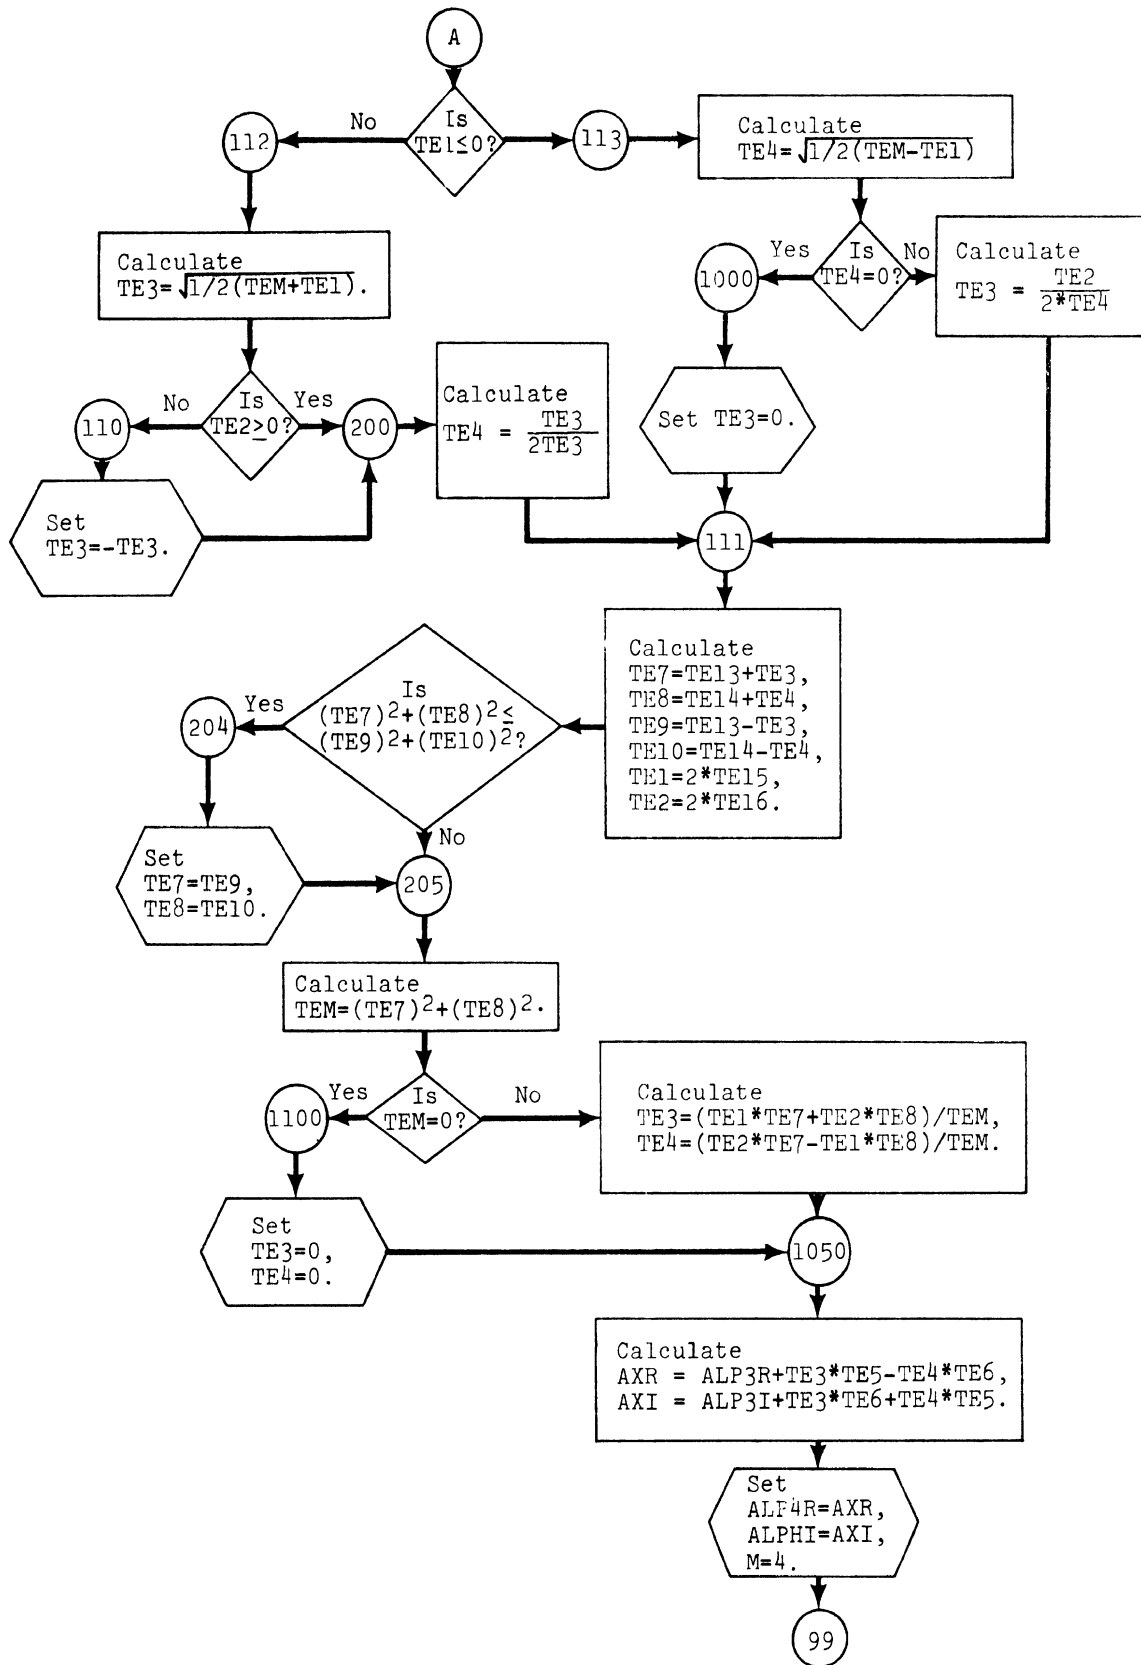 A
Is
TE1≤0?
No
112
113
Calculate
TE4=√1/2(TEM-TE1)
Calculate
TE3=√1/2(TEM+TE1).
Yes
Is
TE4=0?
No
1000
Calculate
TE3 = TE2
2*TE4
Set TE3=0.
No
Is
TE2≥0?
Yes
110
200
Calculate
TE4 = TE3
2TE3
Set
TE3=-TE3.
111
Calculate
TE7=TE13+TE3,
TE8=TE14+TE4,
TE9=TE13-TE3,
TE10=TE14-TE4,
TE1=2*TE15,
TE2=2*TE16.
Is
(TE7)²+(TE8)²≤
(TE9)²+(TE10)²?
Yes
204
No
Set
TE7=TE9,
TE8=TE10.
205
Calculate
TEM=(TE7)²+(TE8)².
Yes
Is
TEM=0?
No
1100
Calculate
TE3=(TE1*TE7+TE2*TE8)/TEM,
TE4=(TE2*TE7-TE1*TE8)/TEM.
Set
TE3=0,
TE4=0.
1050
Calculate
AXR = ALP3R+TE3*TE5-TE4*TE6,
AXI = ALP3I+TE3*TE6+TE4*TE5.
Set
ALP4R=AXR,
ALPHI=AXI,
M=4.
99